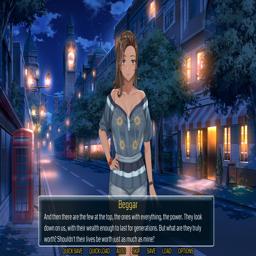 Beggar
And then there are the few at the top, the ones with everything, the power. They look
down on us, with their wealth enough to last for generations. But what are they truly
worth? Shouldn't their lives be worth just as much as mine?
QUICK SAVE QUICK LOAD AUTO SKIP SAVE LOAD OPTIONS